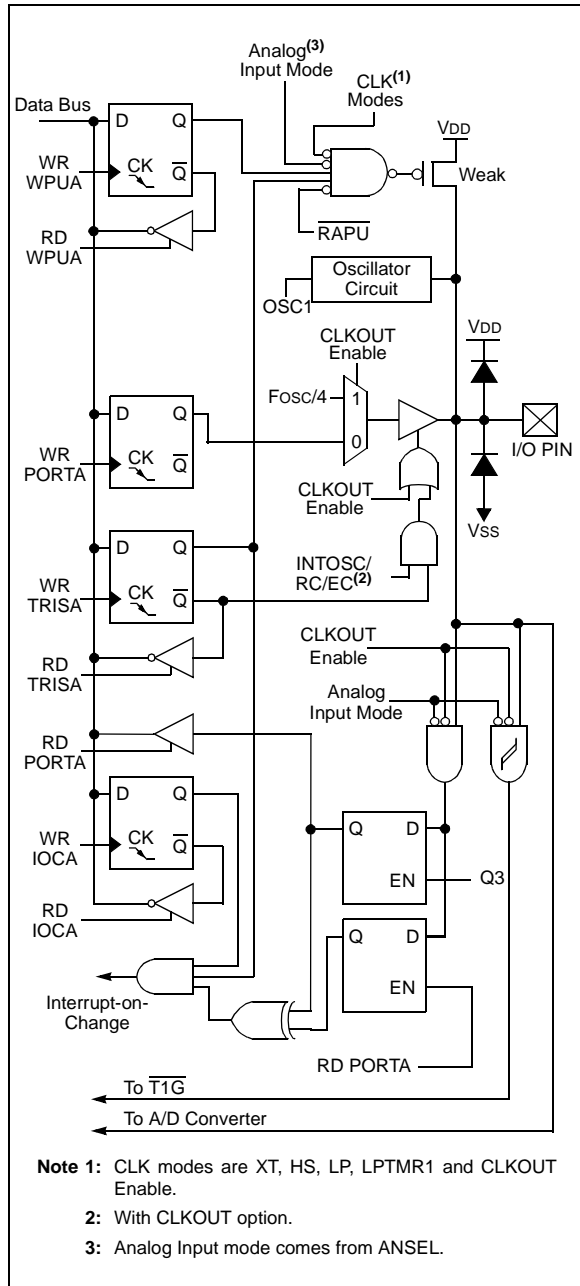 Analog(3)
Input Mode
CLK(1)
Modes
Data Bus
D Q
VDD
WR
WPUA
CK Q
Weak
RD
WPUA
RAPU
Oscillator
Circuit
OSC1
CLKOUT
Enable
VDD
FOSC/4
1
D Q
0
I/O PIN
WR
PORTA
CK Q
CLKOUT
Enable
VSS
D Q
INTOSC/
RC/EC(2)
WR
TRISA
CK Q
CLKOUT
Enable
RD
TRISA
Analog
Input Mode
RD
PORTA
D Q
Q D
WR
IOCA
CK Q
EN
Q3
RD
IOCA
Q D
EN
Interrupt-on-
Change
RD PORTA
To T1G
To A/D Converter
Note 1: CLK modes are XT, HS, LP, LPTMR1 and CLKOUT
Enable.
2: With CLKOUT option.
3: Analog Input mode comes from ANSEL.